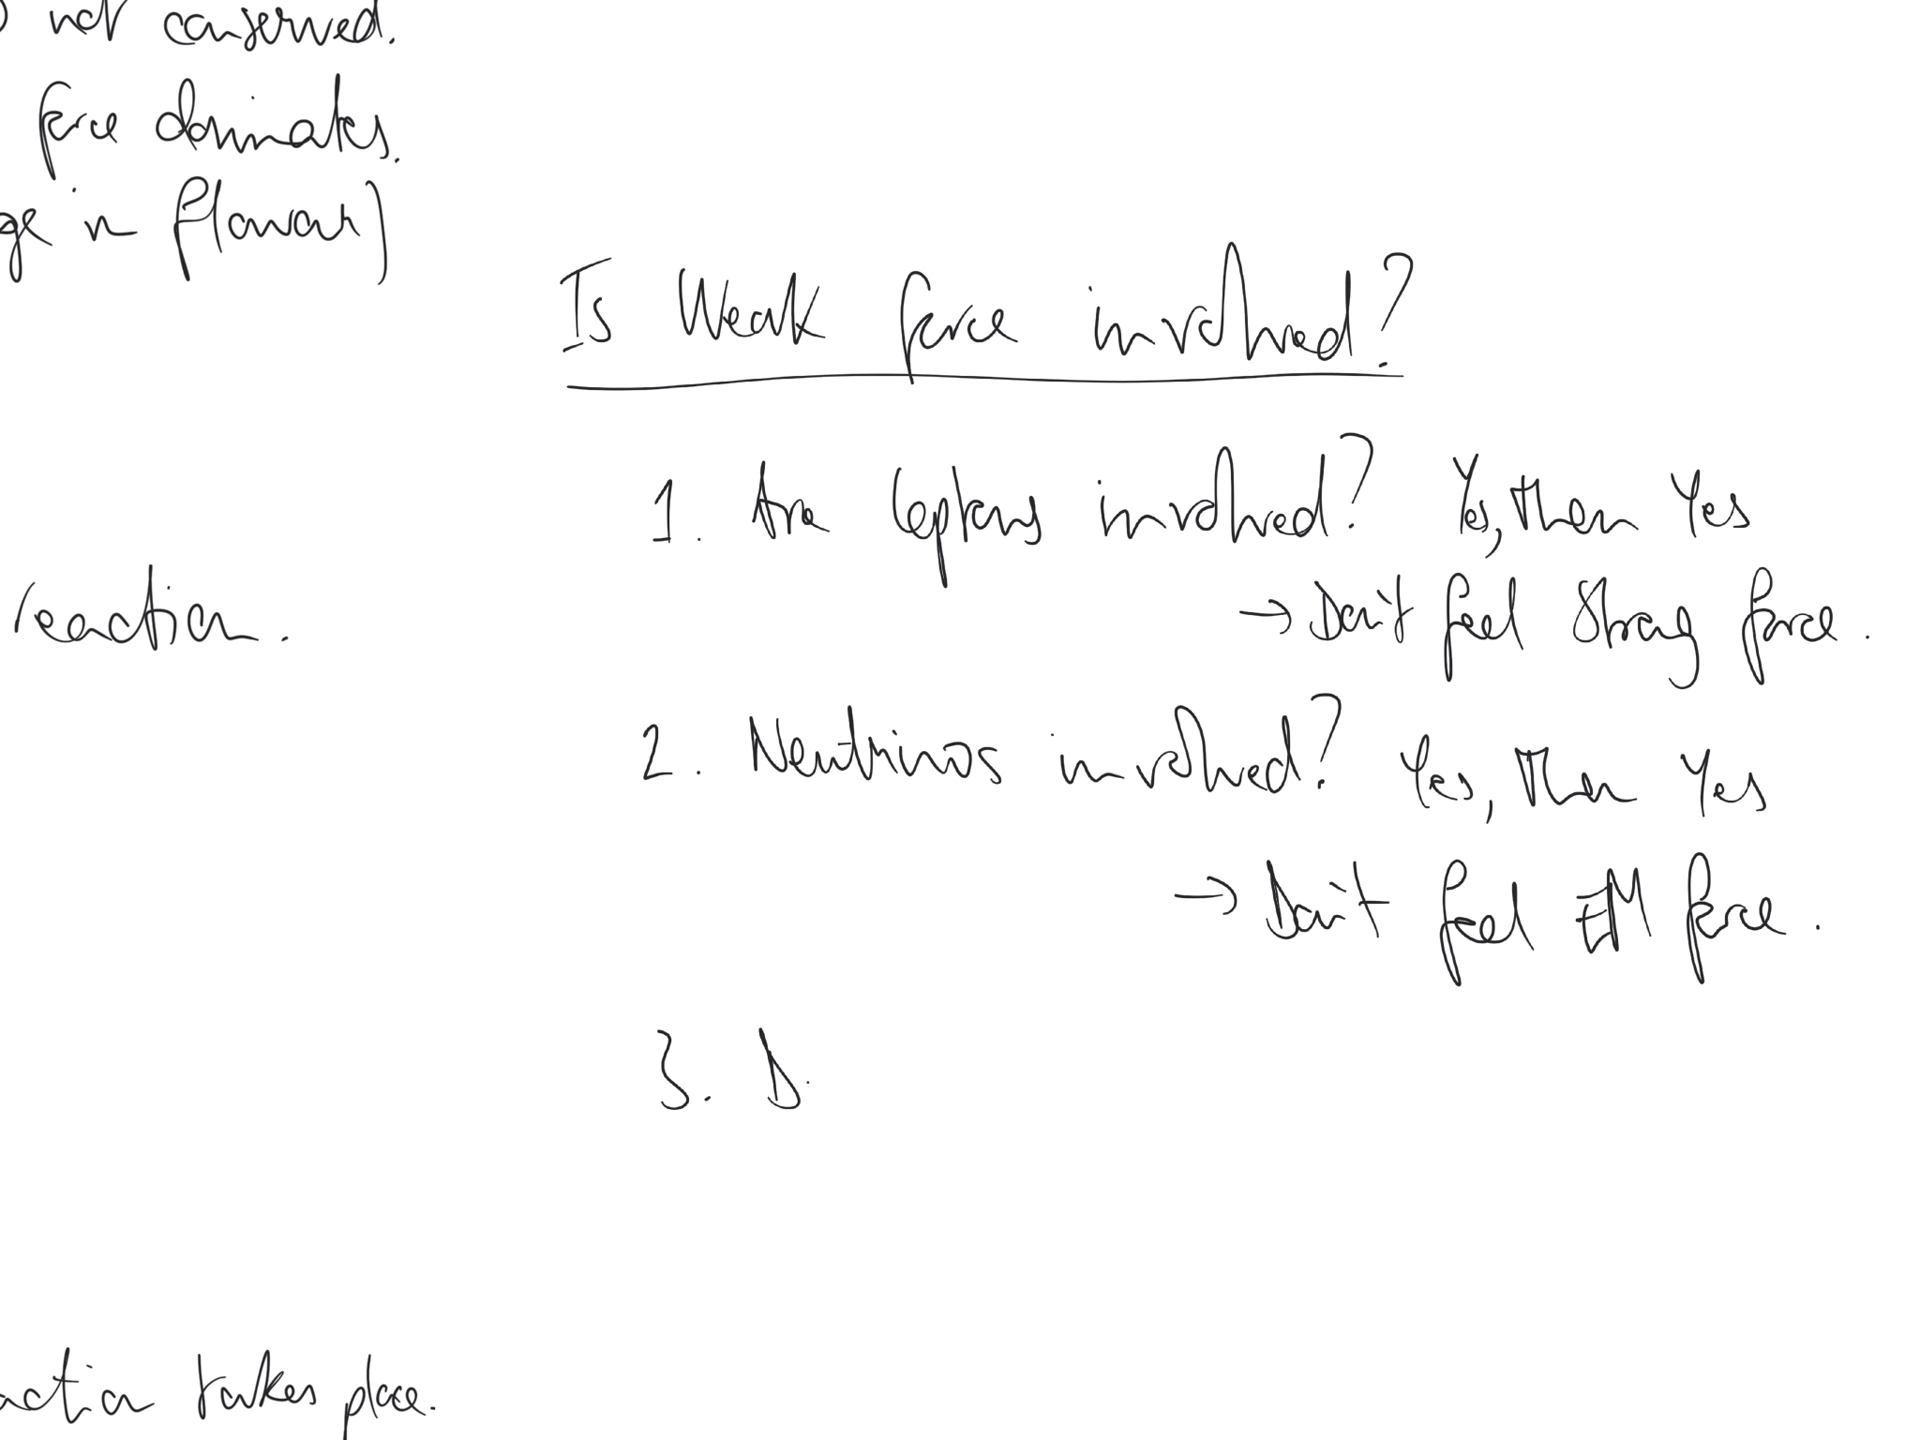 not conserved.
force dominates.
ge in flavour)
Is Weak force involved?
1. Are leptons involved? Yes, then Yes
→ Don't feel Strong force.
reaction.
2. Neutrinos involved? Yes, then Yes
→ Don't feel EM force.
3. D
action takes place.